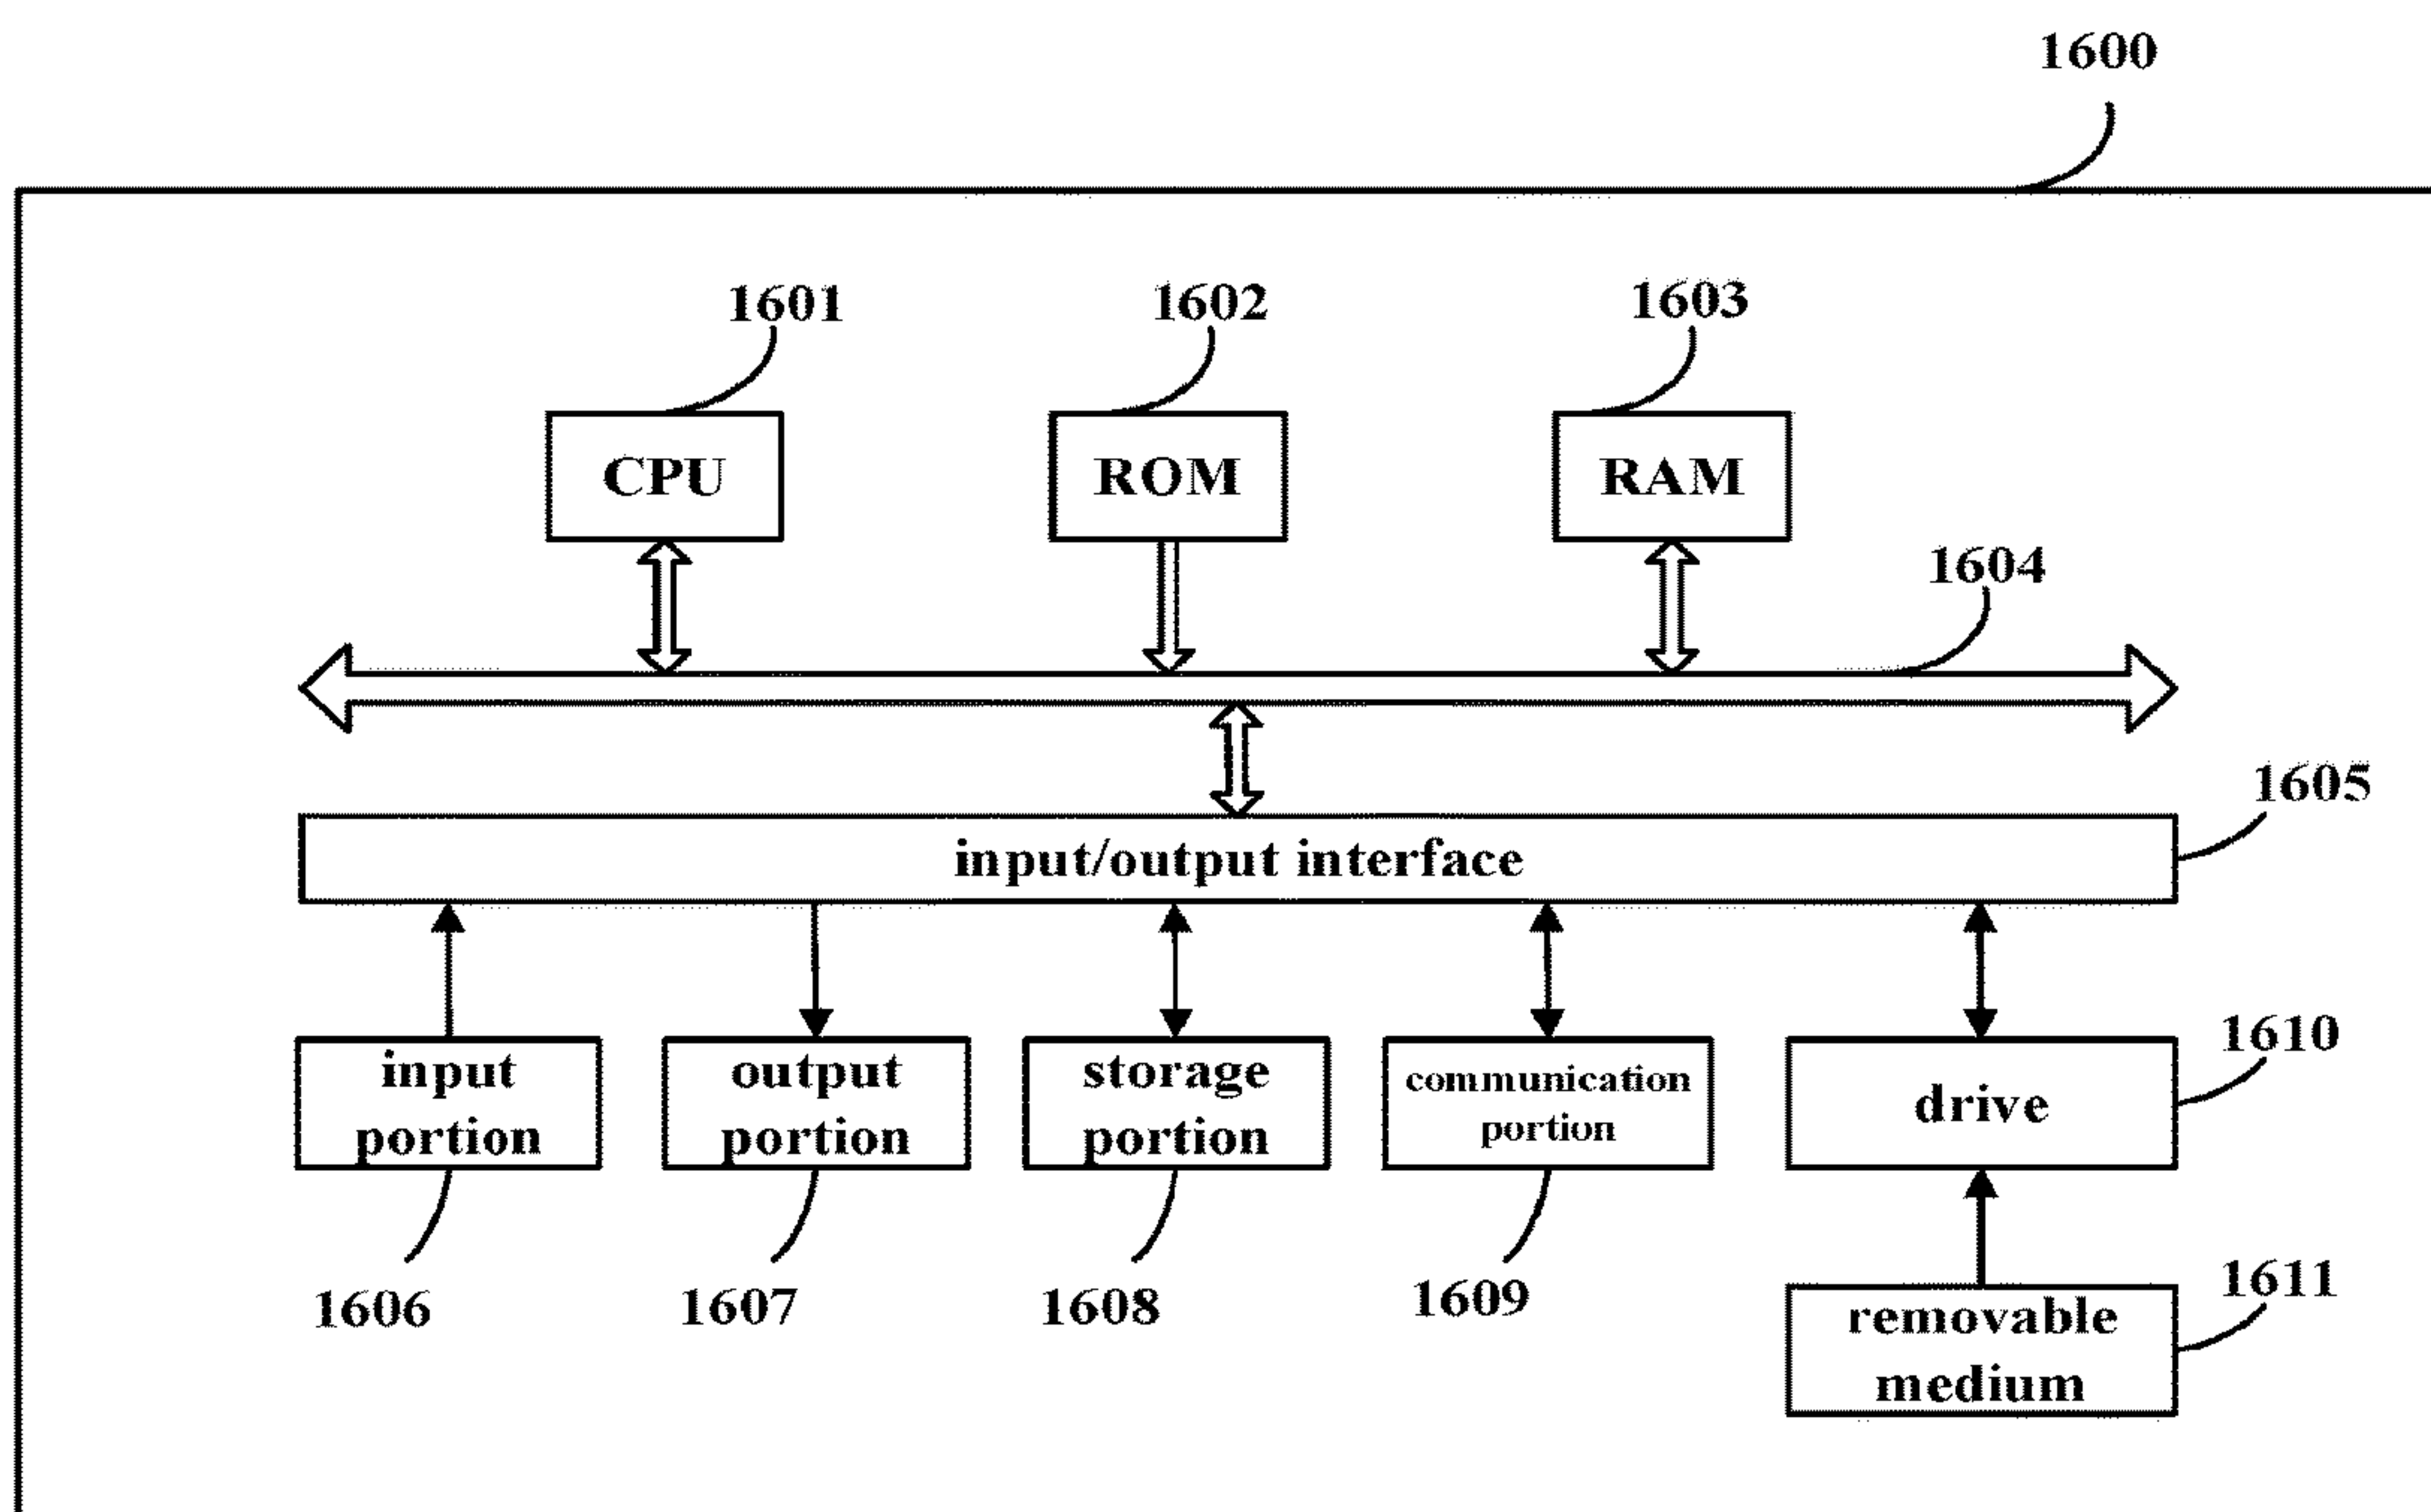 1600
1601
1602
1603
CPU
ROM
RAM
1604
1605
input/output interface
1610
input
portion
output
portion
storage
portion
communication
portion
drive
1606
1607
1608
1609
1611
removable
medium